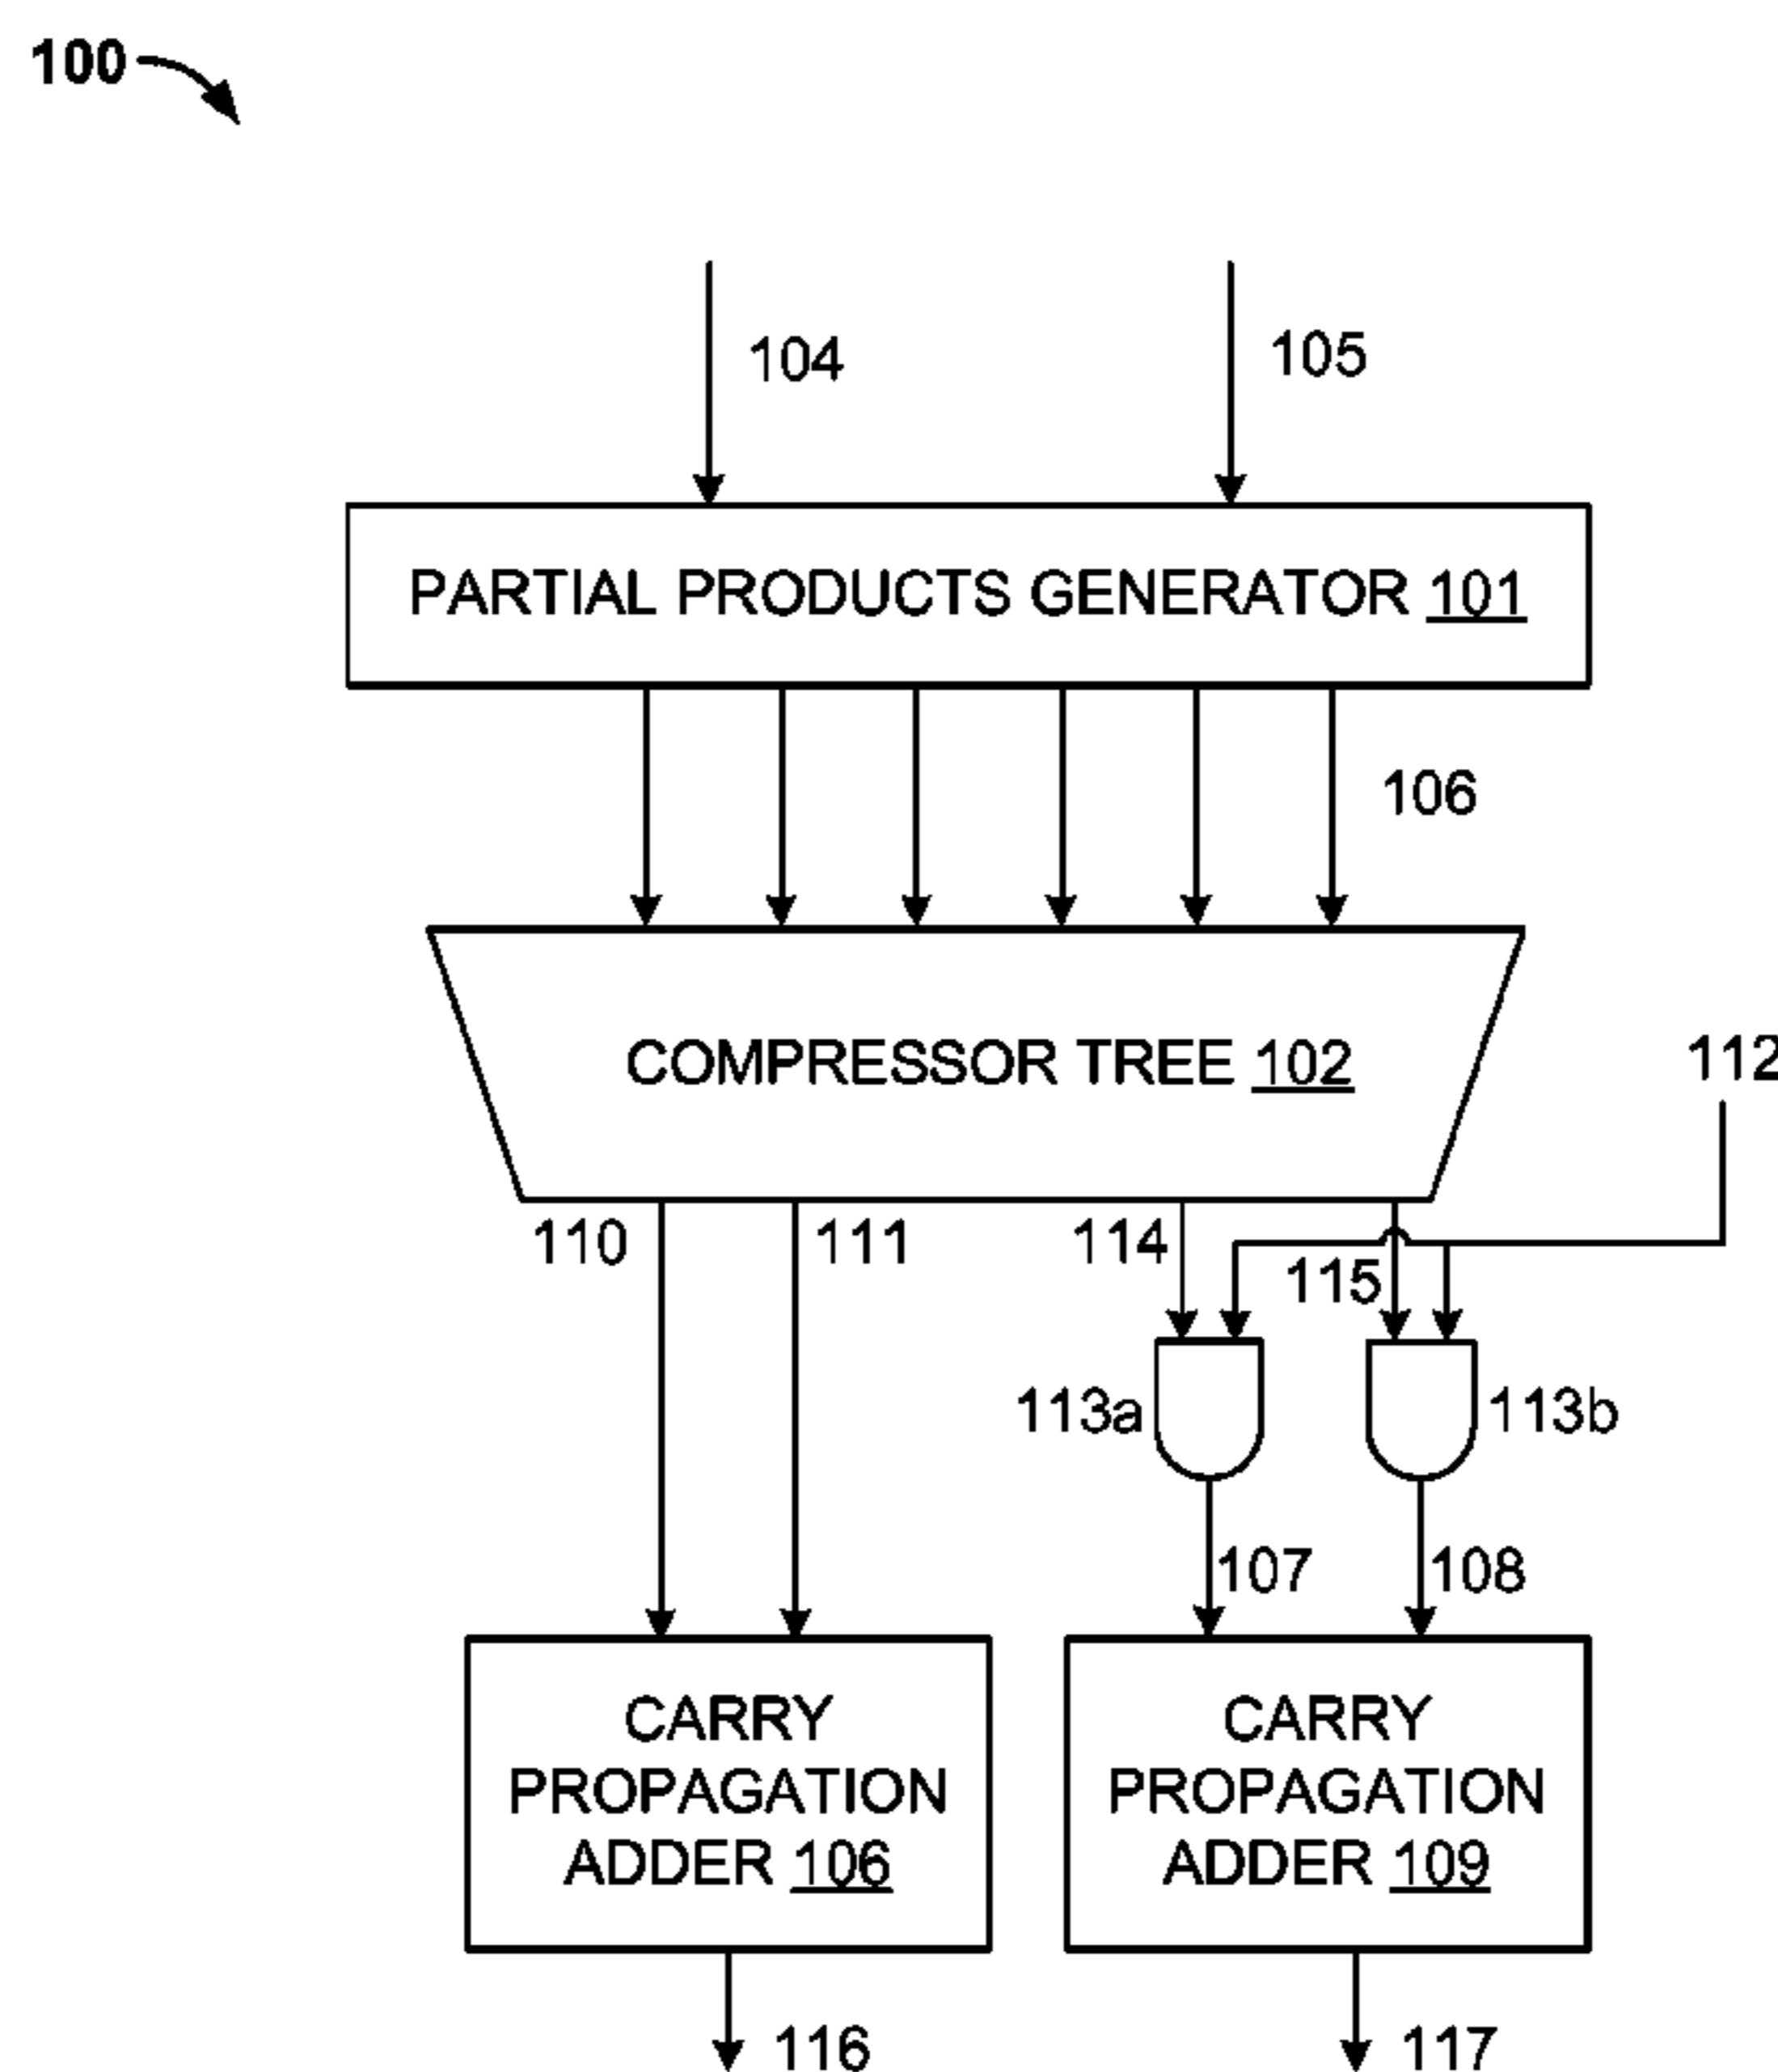 100
104
105
PARTIAL PRODUCTS GENERATOR 101
106
COMPRESSOR TREE 102
112
110
111
114
115
113a
113b
107
108
CARRY
PROPAGATION
ADDER 106
CARRY
PROPAGATION
ADDER 109
116
117